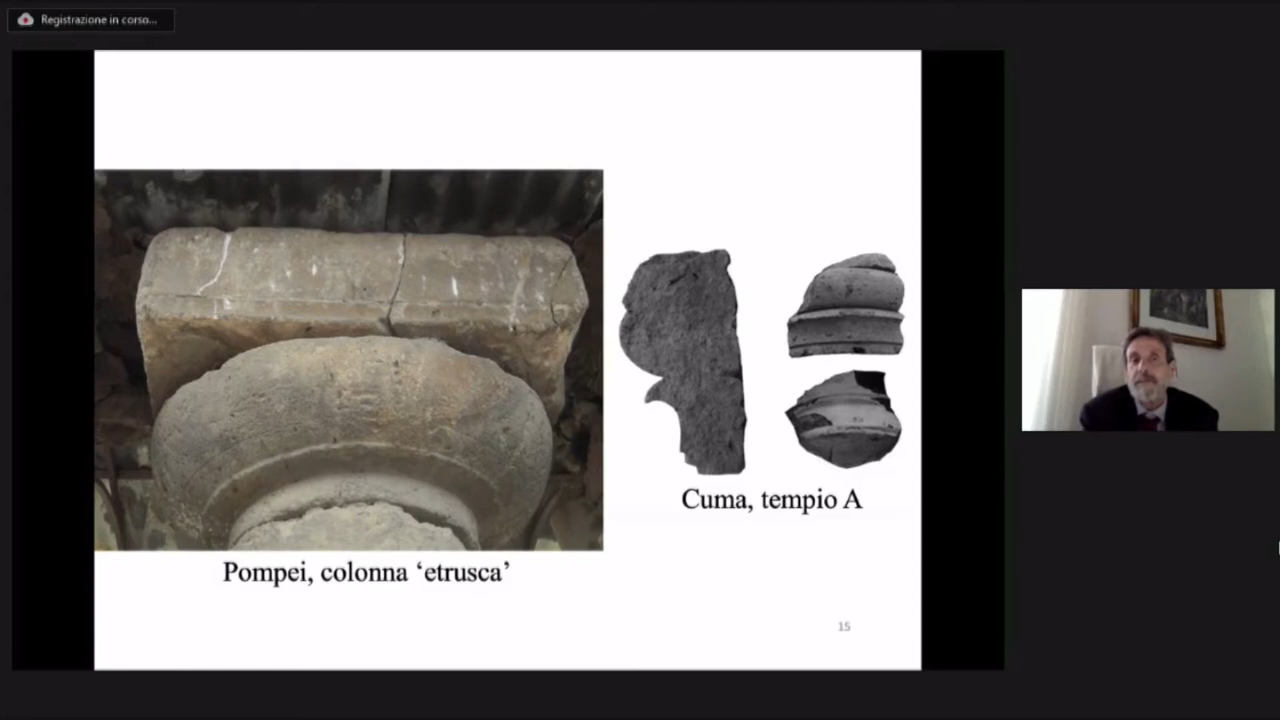 Registrazione in corso...
Cuma, tempio A
Pompei, colonna ‘etrusca’
15